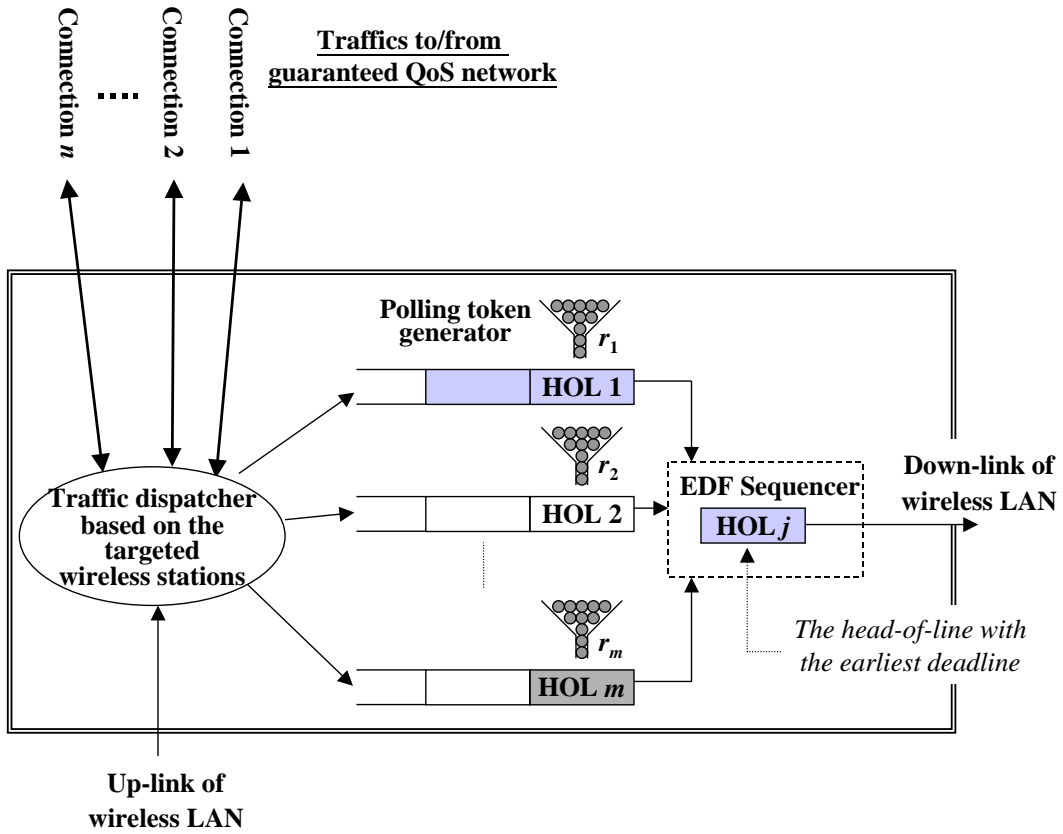 Connection n
Connection 2
Connection 1
Traffics to/from
guaranteed QoS network
Polling token
generator
r1
HOL 1
r2
HOL 2
Traffic dispatcher
based on the
targeted
wireless stations
EDF Sequencer
HOL j
Down-link of
wireless LAN
rm
HOL m
The head-of-line with
the earliest deadline
Up-link of
wireless LAN